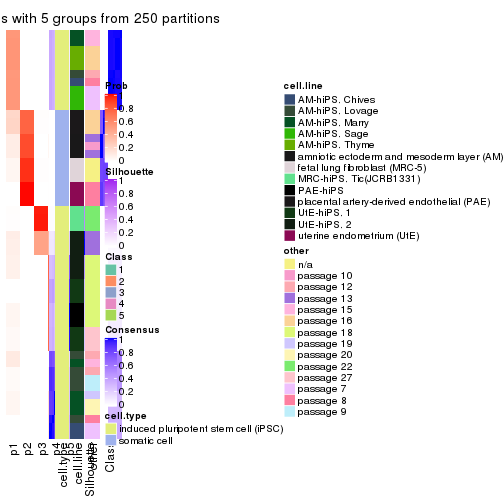 s with 5 groups from 250 partitions
Prob
0.8
0.6
0.4
0.2
0
Silhouette
1
0.8
0.6
0.4
0.2
0
Class
1
2
3
4
5
Consensus
1
0.8
0.6
0.4
0.2
0
cell.type
induced pluripotent stem cell (iPSC)
somatic cell
cell.line
AM-hiPS. Chives
AM-hiPS. Lovage
AM-hiPS. Marry
AM-hiPS. Sage
AM-hiPS. Thyme
amniotic ectoderm and mesoderm layer (AM)
fetal lung fibroblast (MRC-5)
MRC-hiPS. Tic(JCRB1331)
PAE-hiPS
placental artery-derived endothelial (PAE)
UtE-hiPS. 1
UtE-hiPS. 2
uterine endometrium (UtE)
other
n/a
passage 10
passage 12
passage 13
passage 15
passage 16
passage 18
passage 19
passage 20
passage 22
passage 27
passage 7
passage 8
passage 9
p1
p2
p3
p4
cell.type
p5
cell.line
Silhouette
other
Class